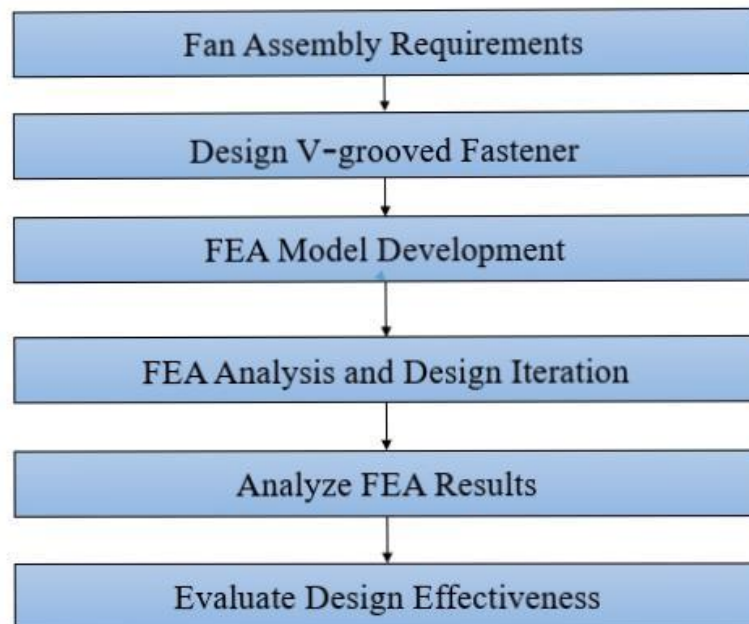 Fan Assembly Requirements
Design V-grooved Fastener
FEA Model Development
FEA Analysis and Design Iteration
Analyze FEA Results
Evaluate Design Effectiveness